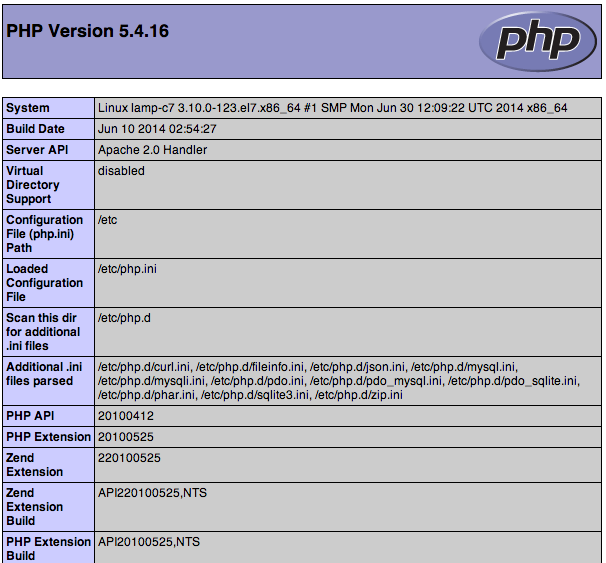 PHP Version 5.4.16
php
System Linux lamp-c7 3.10.0-123.el7.x86_64 #1 SMP Mon Jun 30 12:09:22 UTC 2014 x86_64
Build Date Jun 10 2014 02:54:27
Server API Apache 2.0 Handler
Virtual disabled
Directory
Support
Configuration /etc
File (php.ini)
Path
Loaded /etc/php.ini
Configuration
File
Scan this dir /etc/php.d
for additional
.ini files
Additional .ini /etc/php.d/curl.ini, /etc/php.d/fileinfo.ini, /etc/php.d/json.ini, /etc/php.d/mysql.ini,
files parsed /etc/php.d/mysqli.ini, /etc/php.d/pdo.ini, /etc/php.d/pdo_mysql.ini, /etc/php.d/pdo_sqlite.ini,
/etc/php.d/phar.ini, /etc/php.d/sqlite3.ini, /etc/php.d/zip.ini
PHP API 20100412
PHP Extension 20100525
Zend 220100525
Extension
Zend API220100525,NTS
Extension
Build
PHP Extension API20100525,NTS
Build